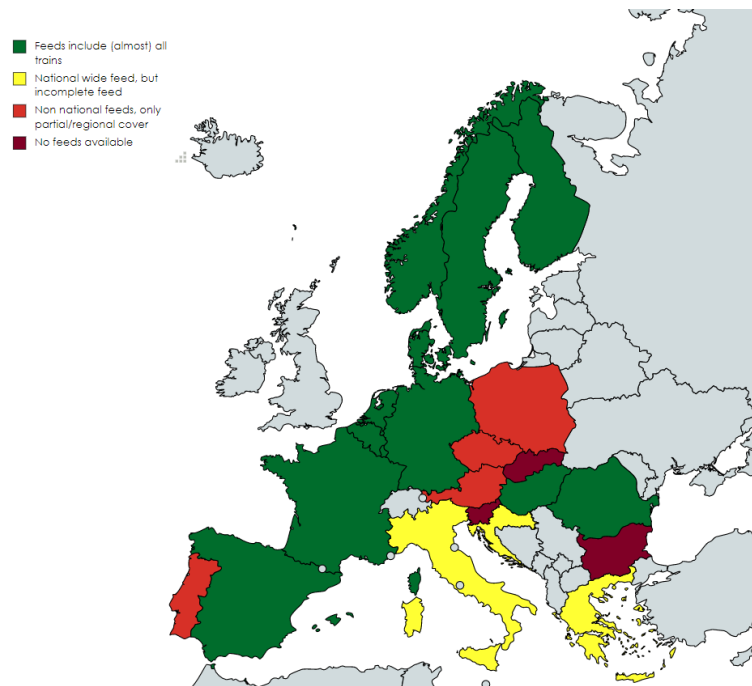 Feeds include (almost) all
trains
National wide feed, but
incomplete feed
Non national feeds, only
partial/regional cover
No feeds available